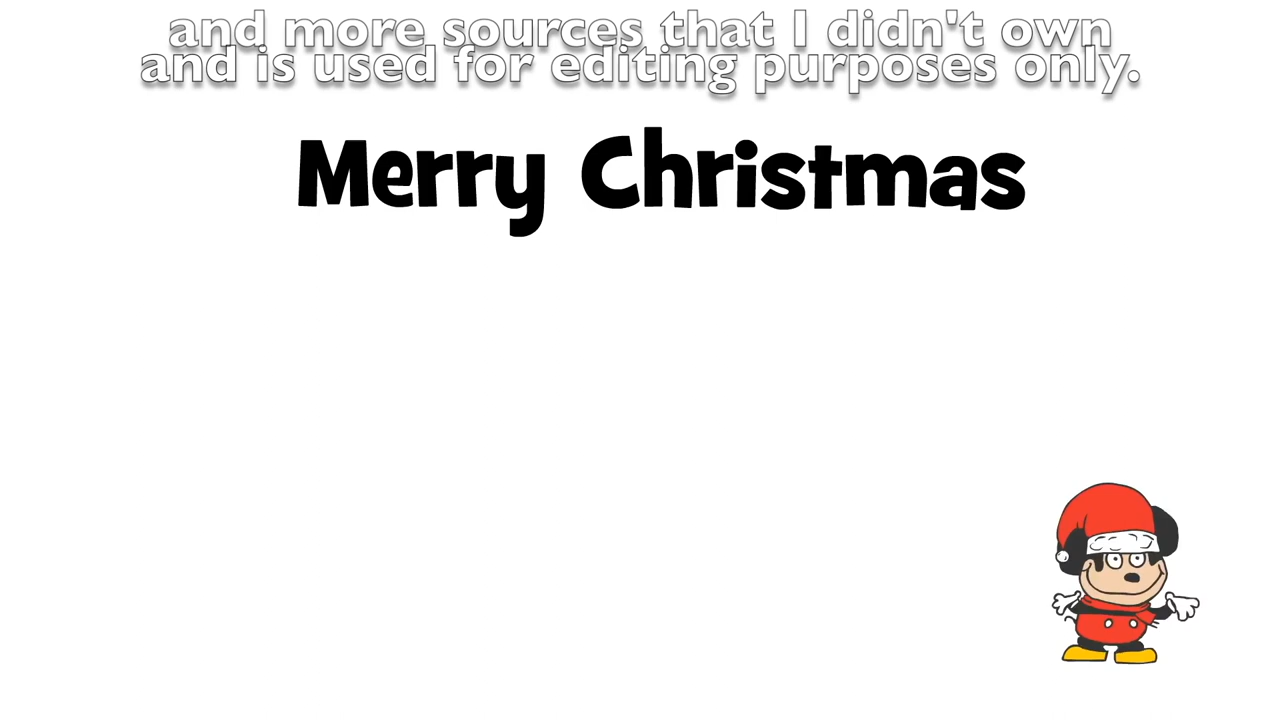 and more sources that I didn't own
and is used for editing purposes only.
Merry Christmas